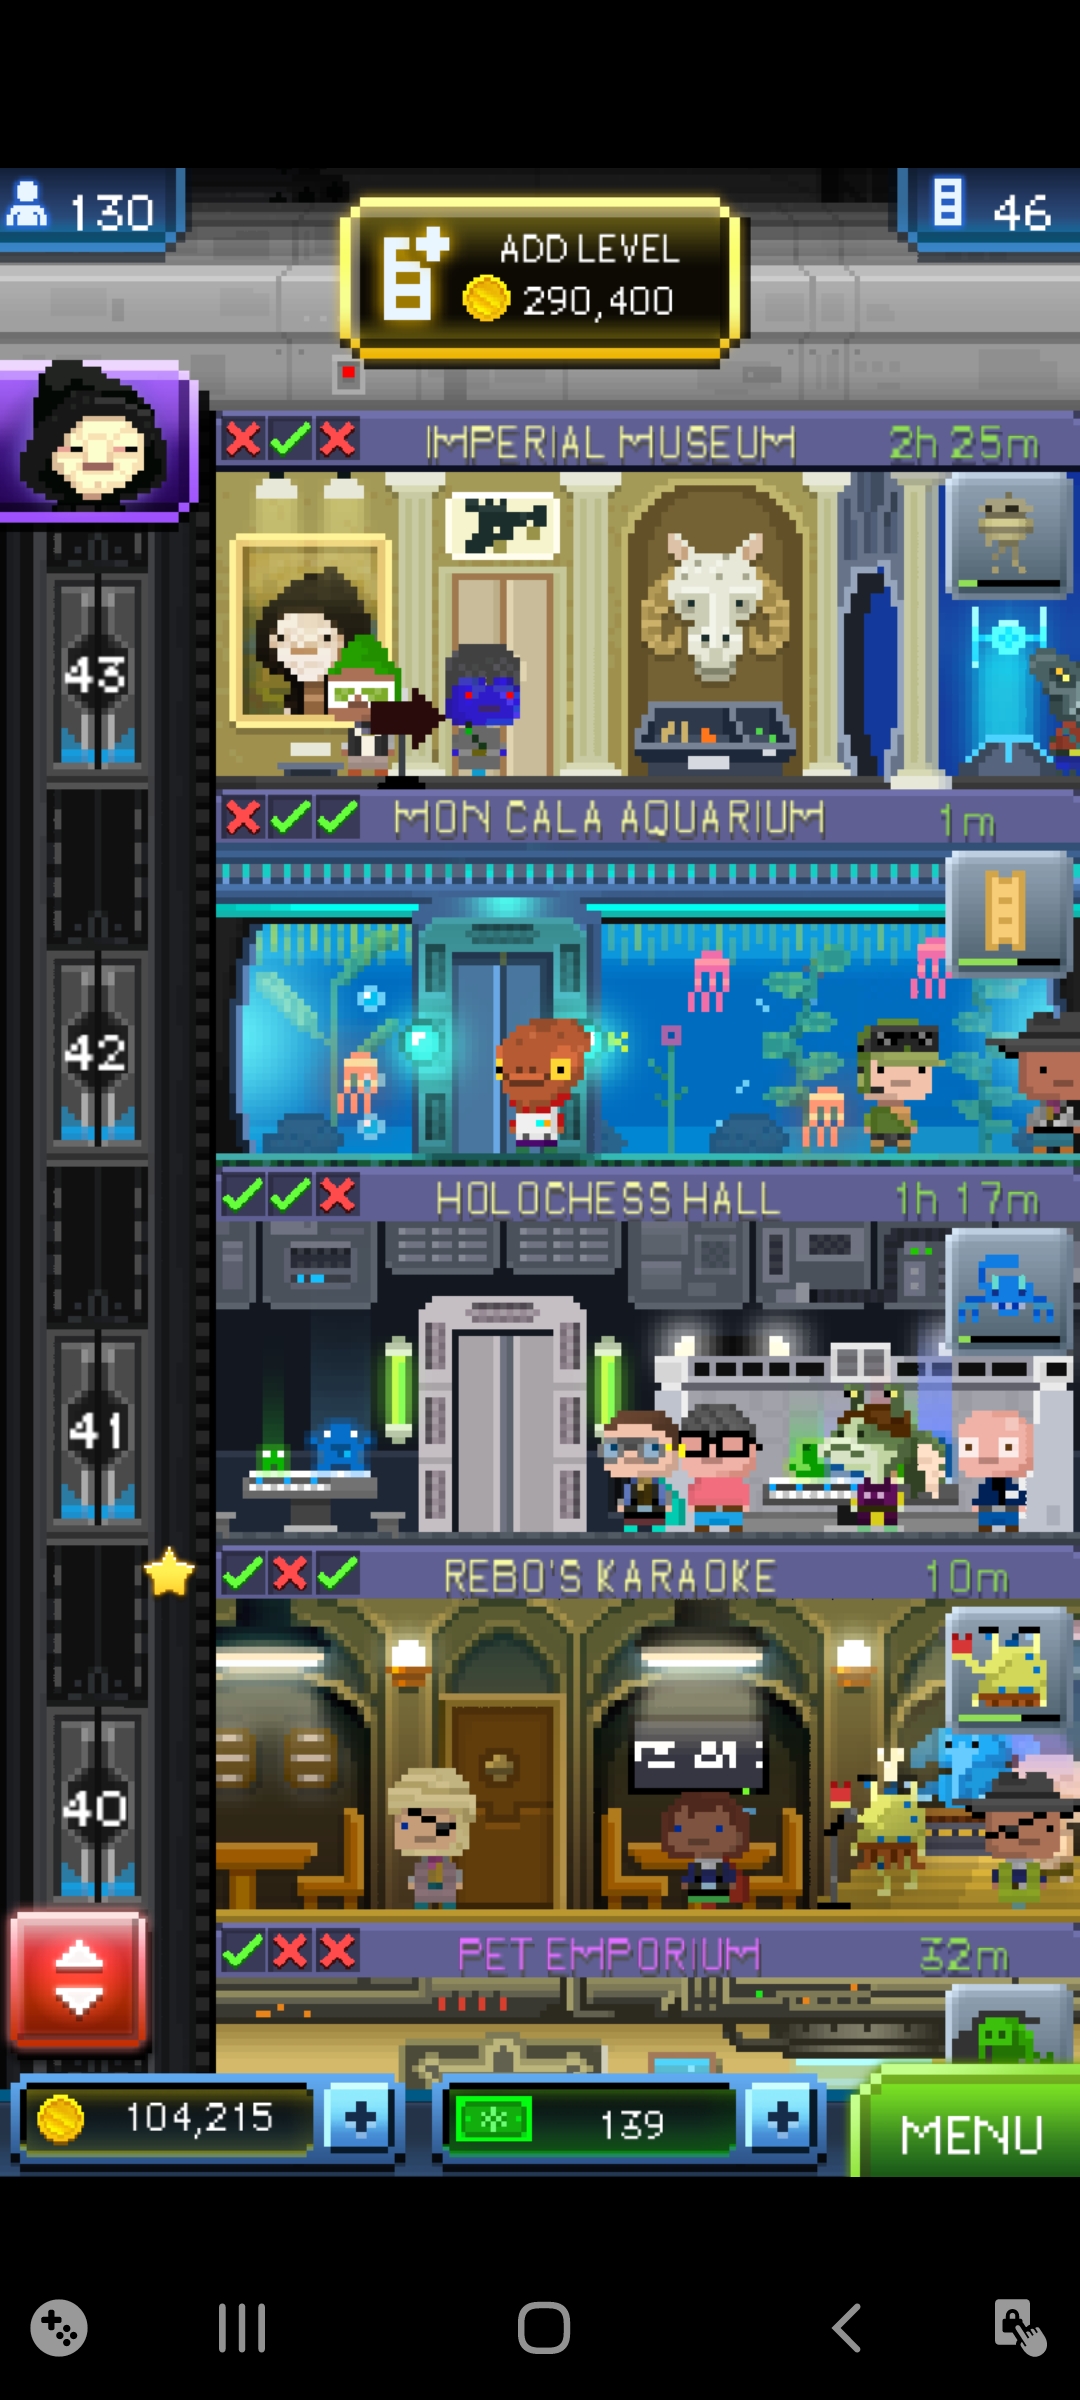 130
ADD LEVEL
290,400
46
IMPERIAL MUSEUM 2h 25m
43
MON CALA AQUARIUM 1m
42
HOLOCHESS HALL 1h 17m
41
REBO'S KARAOKE 10m
40
PET EMPORIUM 32m
104,215
139
MENU